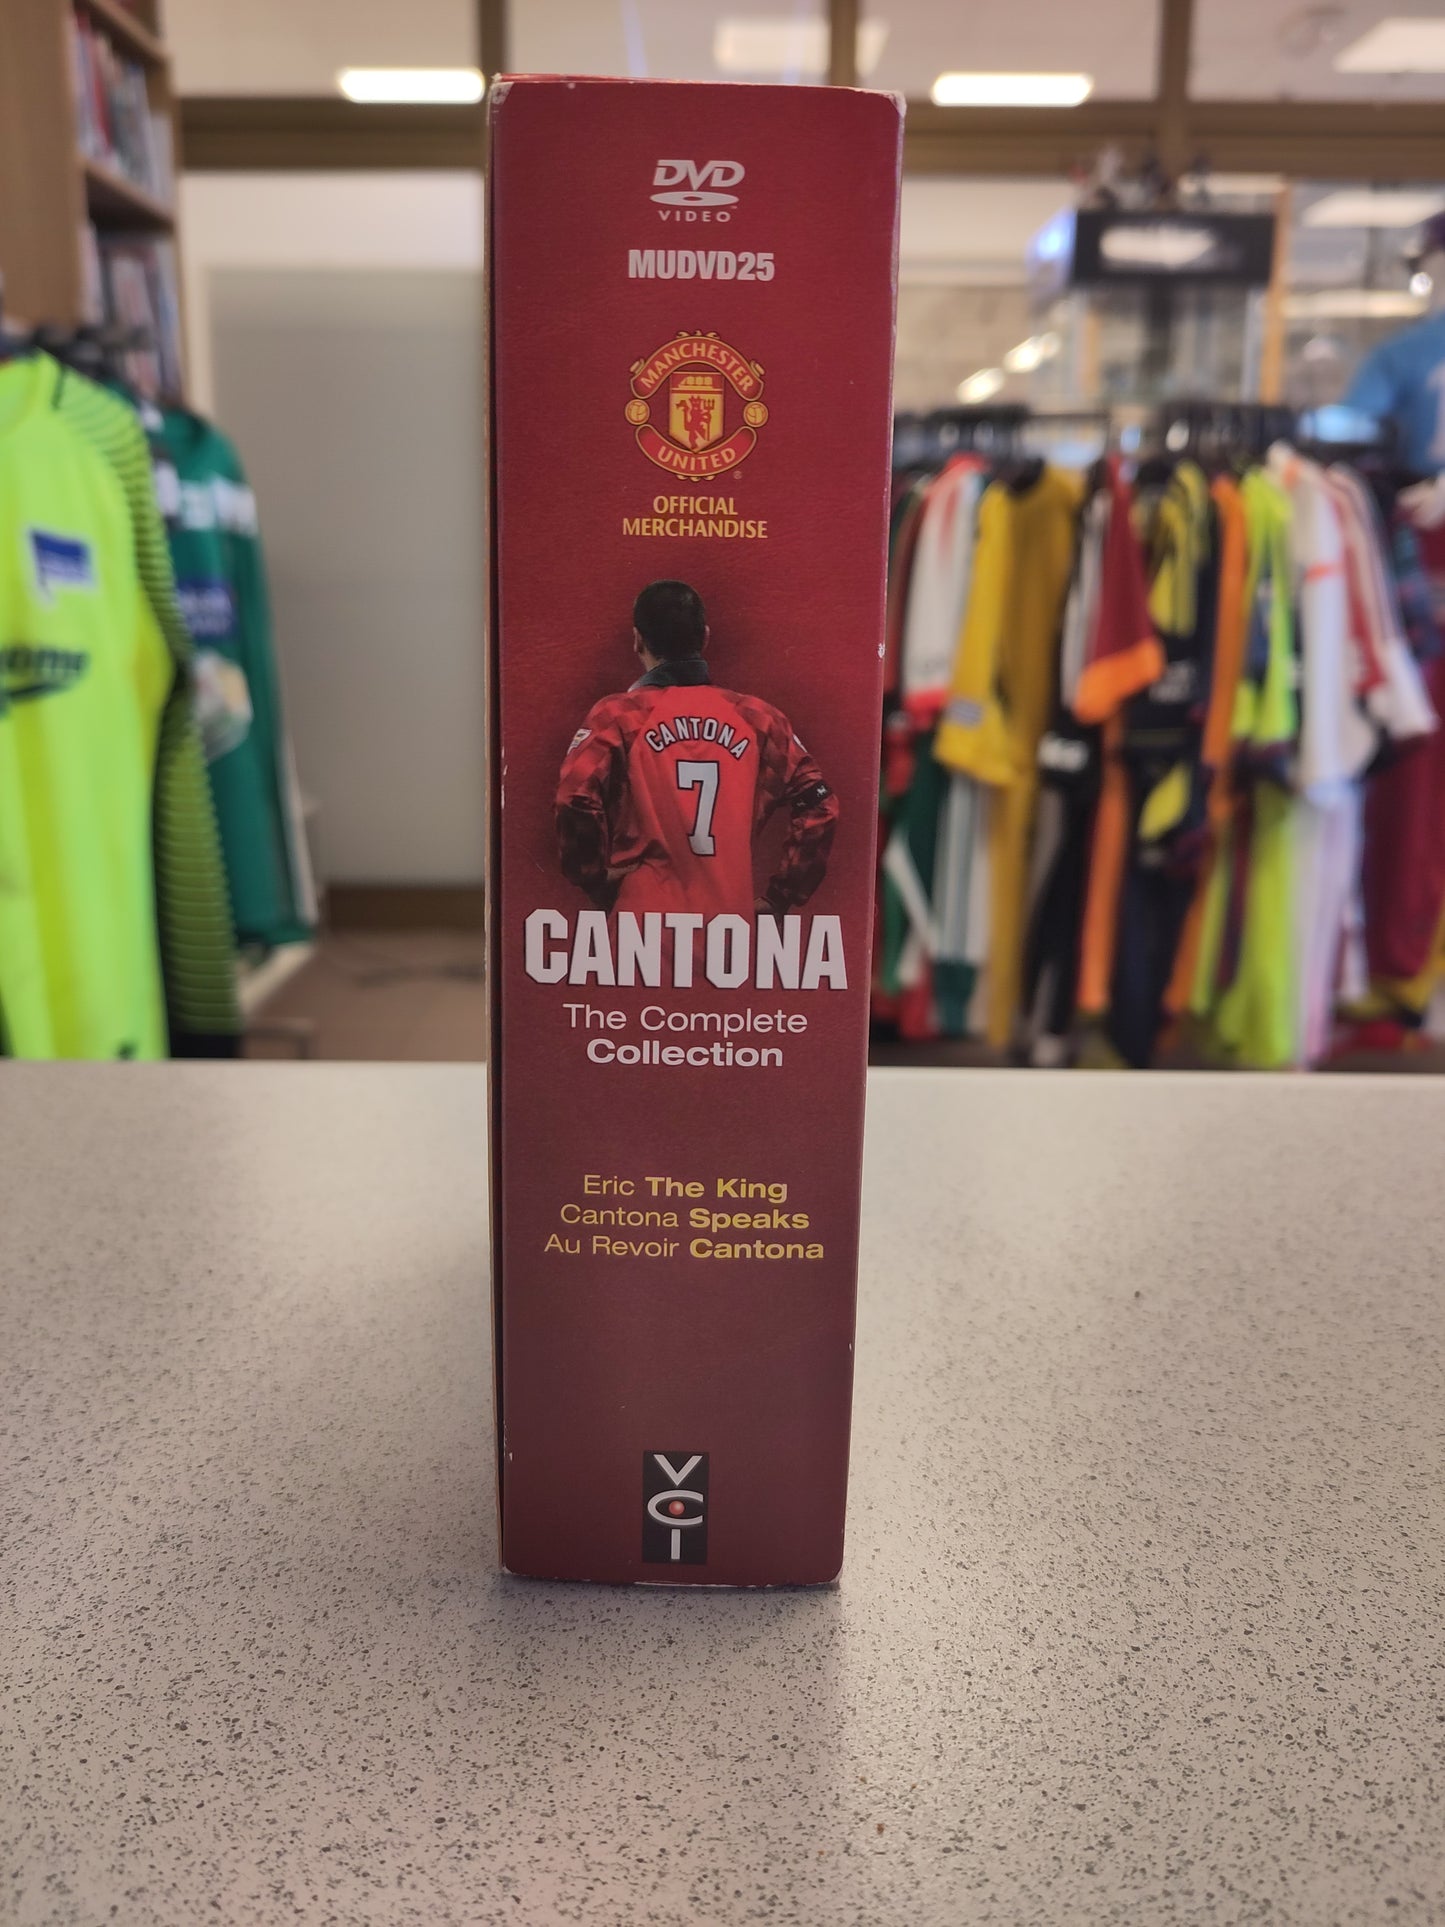 DVD
VIDEO
MUDVD25
MANCHESTER
UNITED
OFFICIAL
MERCHANDISE
CANTONA
7
CANTONA
The Complete
Collection
Eric The King
Cantona Speaks
Au Revoir Cantona
VCI